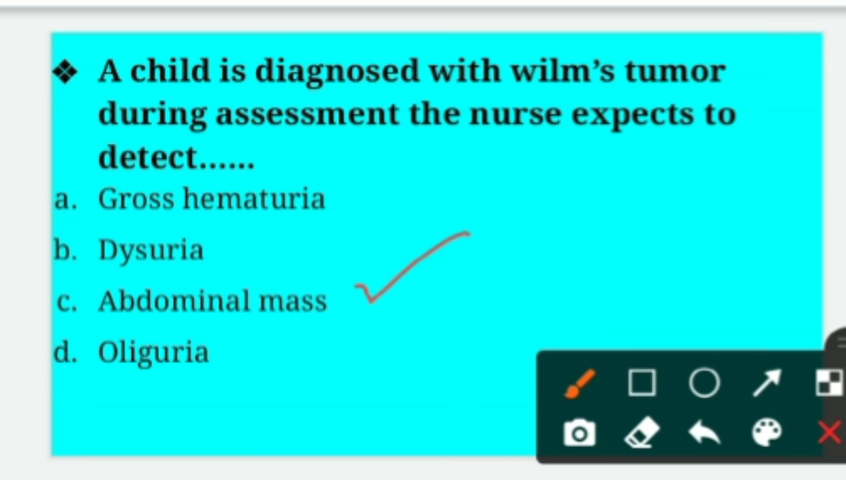 ❖ A child is diagnosed with wilm's tumor
during assessment the nurse expects to
detect......
a. Gross hematuria
b. Dysuria
c. Abdominal mass
d. Oliguria